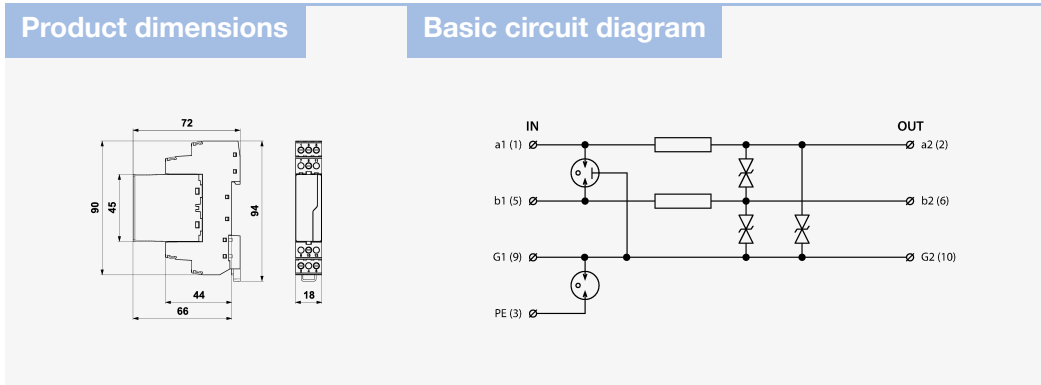 Product dimensions
Basic circuit diagram
72
90
45
94
44
66
18
IN
OUT
a1 (1)
a2 (2)
b1 (5)
b2 (6)
G1 (9)
G2 (10)
PE (3)